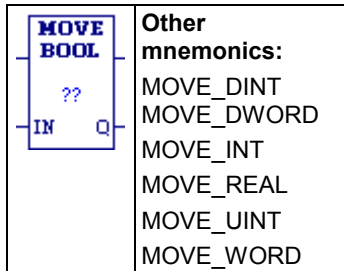 MOVE
BOOL
??
IN Q
Other
mnemonics:
MOVE_DINT
MOVE_DWORD
MOVE_INT
MOVE_REAL
MOVE_UINT
MOVE_WORD